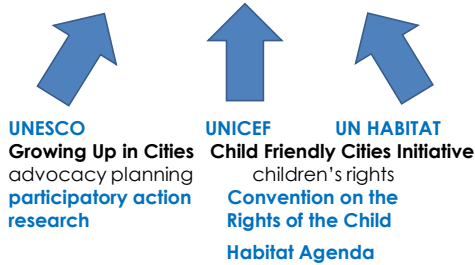 UNESCO UNICEF UN HABITAT
Growing Up in Cities Child Friendly Cities Initiative
advocacy planning children's rights
participatory action Convention on the
research Rights of the Child
Habitat Agenda